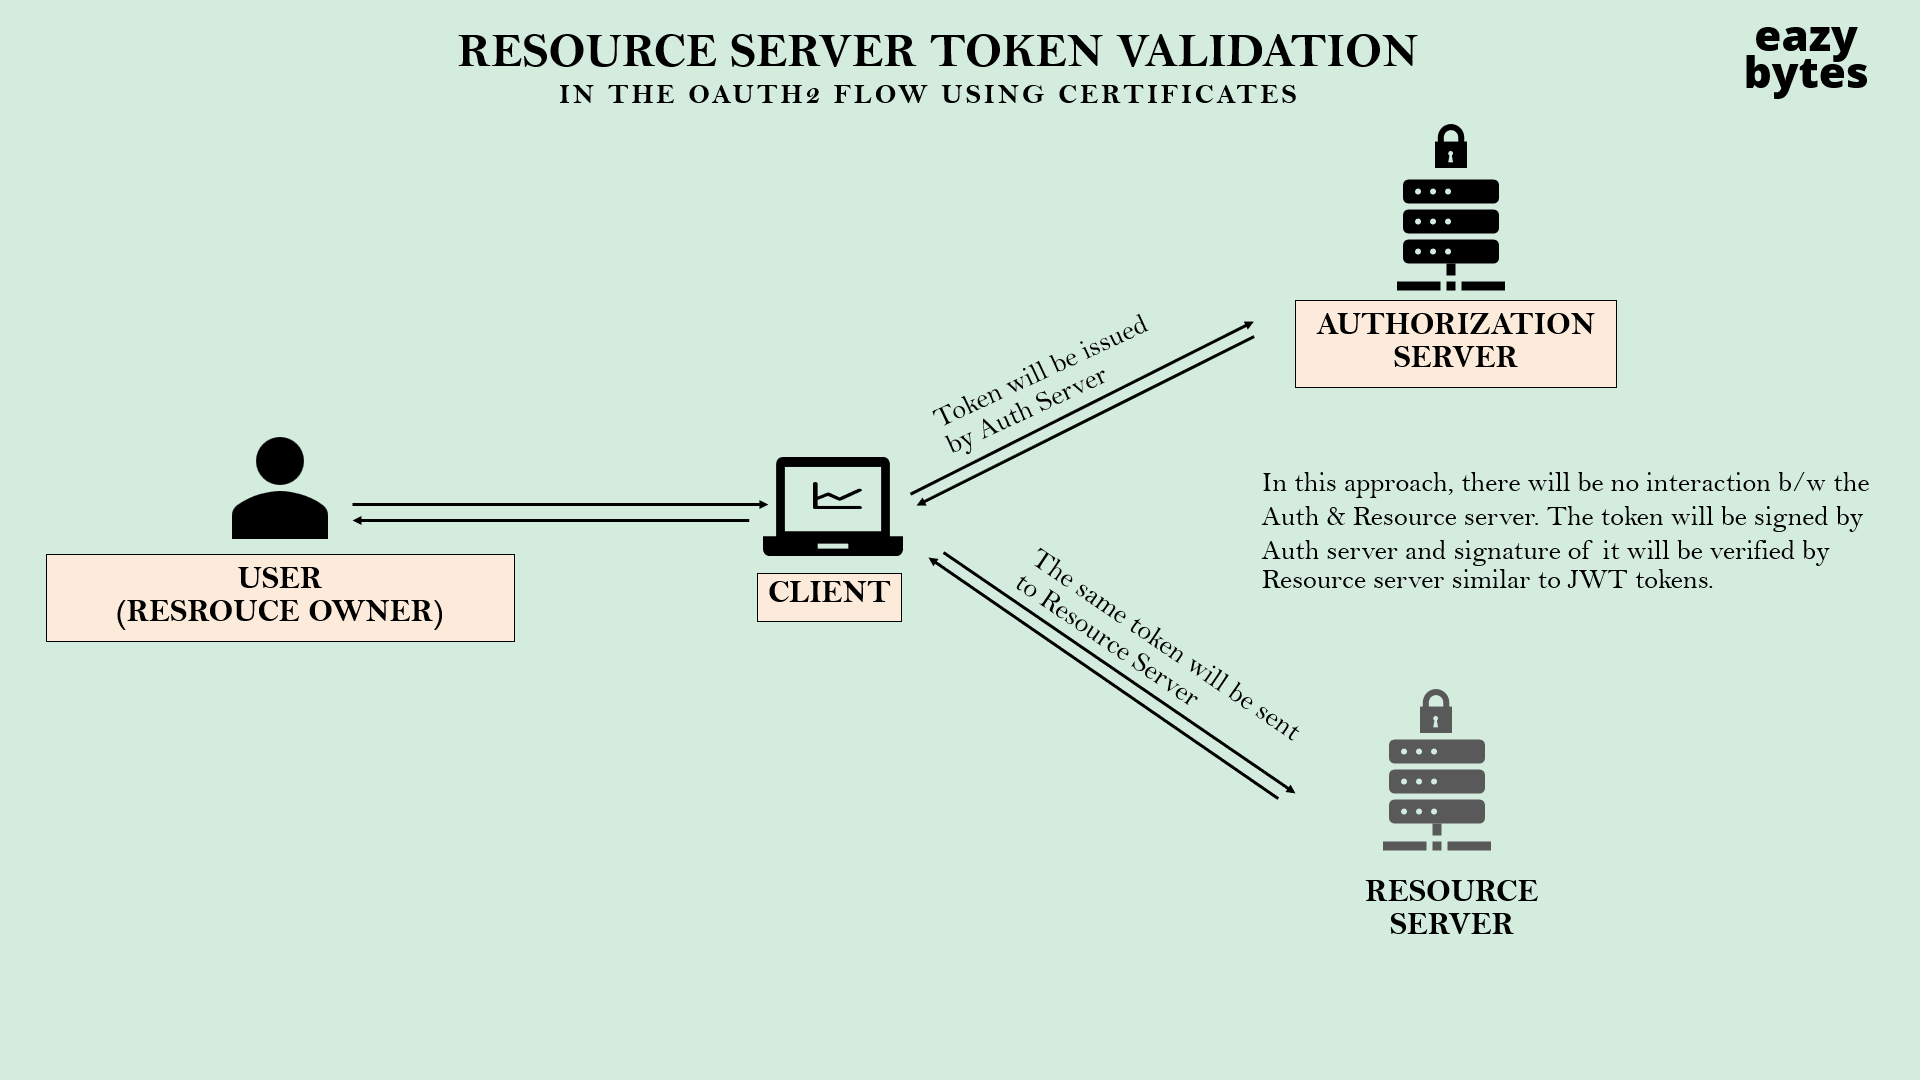 RESOURCE SERVER TOKEN VALIDATION
IN THE OAUTH2 FLOW USING CERTIFICATES
eazy
bytes
AUTHORIZATION
SERVER
Token will be issued
by Auth Server
In this approach, there will be no interaction b/w the
Auth & Resource server. The token will be signed by
Auth server and signature of it will be verified by
Resource server similar to JWT tokens.
USER
(RESROUCE OWNER)
CLIENT
The same token will be sent
to Resource Server
RESOURCE
SERVER